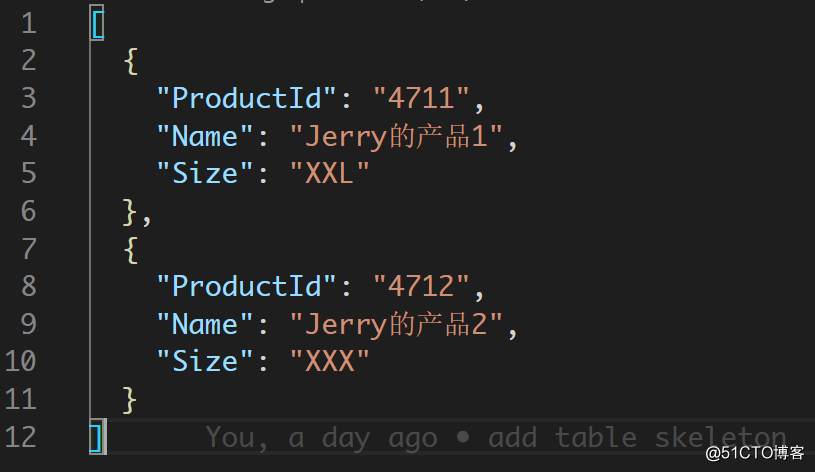 1 [
2 {
3 "ProductId": "4711",
4 "Name": "Jerry的产品1",
5 "Size": "XXL"
6 },
7 {
8 "ProductId": "4712",
9 "Name": "Jerry的产品2",
10 "Size": "XXX"
11 }
12 ] You, a day ago • add table skeleton
@51CTO博客